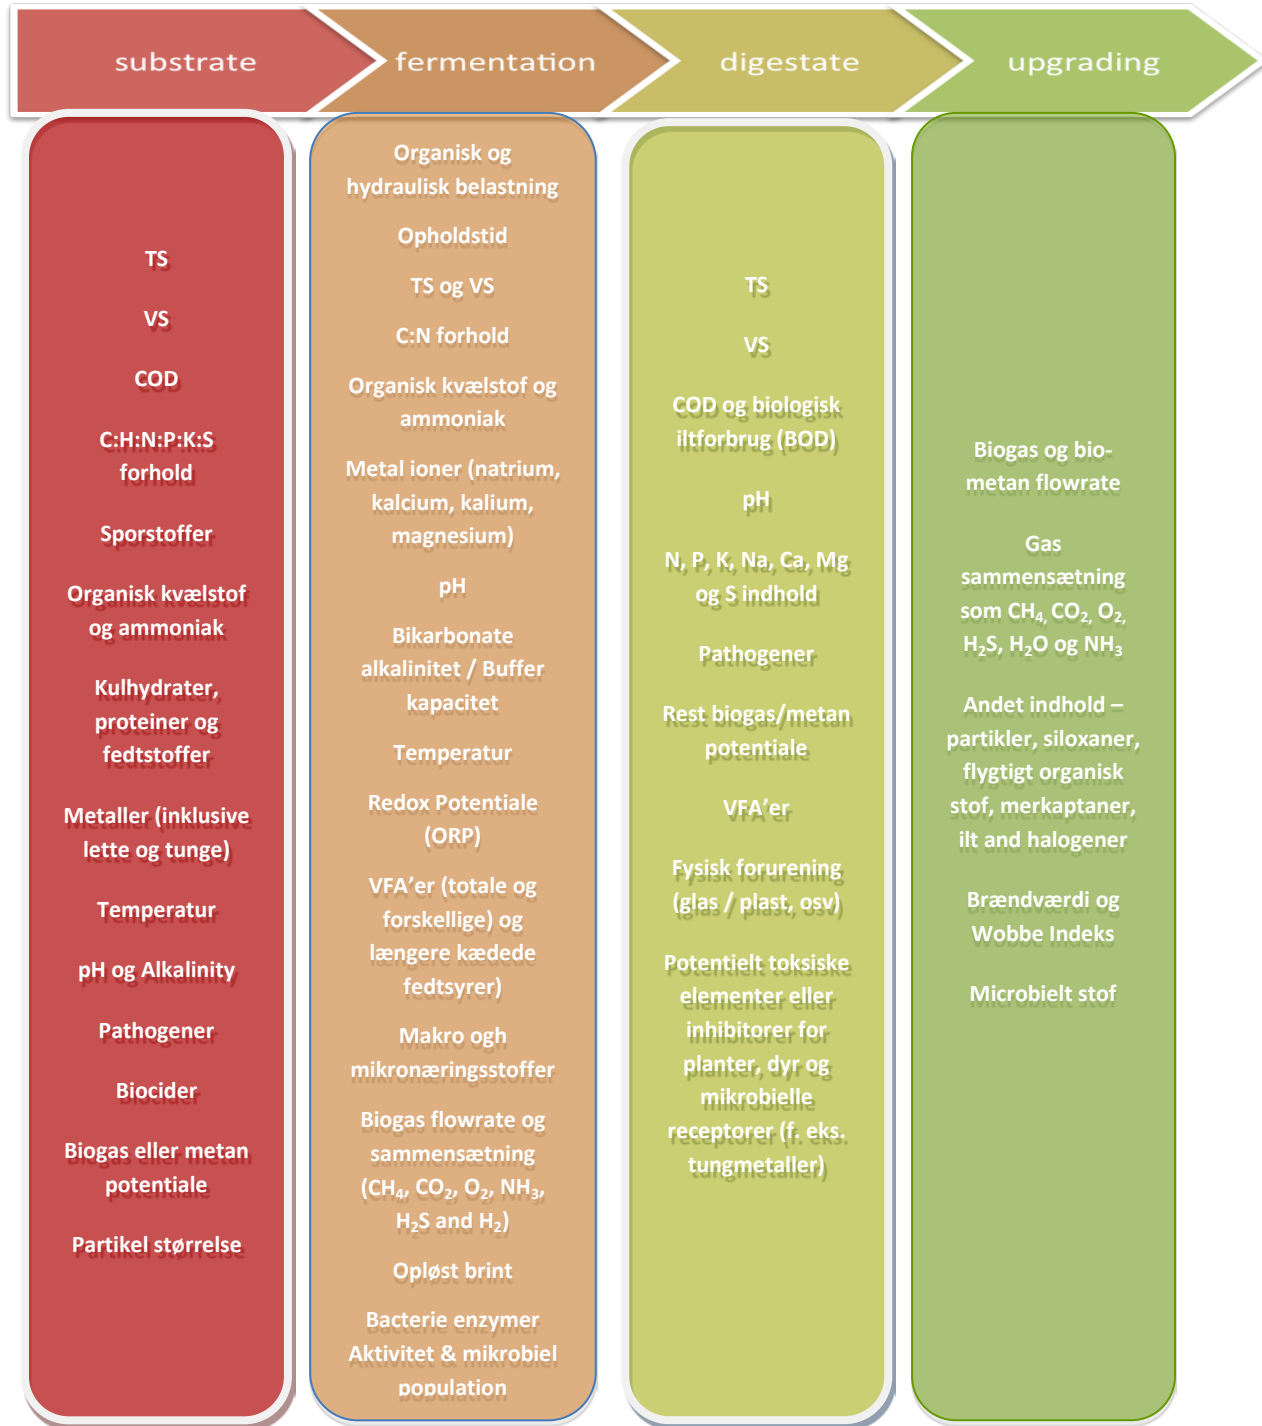 substrate
fermentation
digestate
upgrading
TS
VS
COD
C:H:N:P:K:S
forhold
Sporstoffer
Organisk kvælstof
og ammoniak
Kulhydrater,
proteiner og
fedtstoffer
Metaller (inklusive
lette og tunge)
Temperatur
pH og Alkalinity
Pathogener
Biocider
Biogas eller metan
potentiale
Partikel størrelse
Organisk og
hydraulisk belastning
Opholdstid
TS og VS
C:N forhold
Organisk kvælstof og
ammoniak
Metal ioner (natrium,
kalcium, kalium,
magnesium)
pH
Bikarbonate
alkalinitet / Buffer
kapacitet
Temperatur
Redox Potentiale
(ORP)
VFA’er (totale og
forskellige) og
længere kædede
fedtsyrer)
Makro ogh
mikronæringsstoffer
Biogas flowrate og
sammensætning
(CH₄, CO₂, O₂, NH₃,
H₂S and H₂)
Opløst brint
Bacterie enzymer
Aktivitet & mikrobiel
population
TS
VS
COD og biologisk
iltforbrug (BOD)
pH
N, P, K, Na, Ca, Mg
og S indhold
Pathogener
Rest biogas/metan
potentiale
VFA’er
Fysisk forurening
(glas / plast, osv)
Potentielt toksiske
elementer eller
inhibitorer for
planter, dyr og
mikrobielle
receptorer (f. eks.
tungmetaller)
Biogas og bio-
metan flowrate
Gas
sammensætning
som CH₄, CO₂, O₂,
H₂S, H₂O og NH₃
Andet indhold –
partikler, siloxaner,
flygtigt organisk
stof, merkaptaner,
ilt and halogener
Brændværdi og
Wobbe Indeks
Microbielt stof